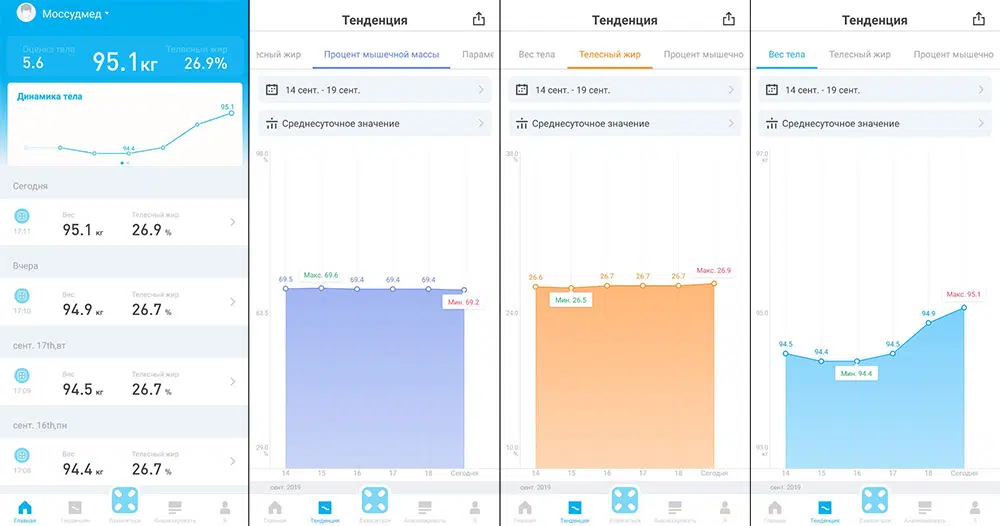 Моссудмед
Оценка тела
5.6
95.1кг
Телесный жир
26.9%
Динамика тела
95.1
94.4
Сегодня
17:11
Вес
95.1 кг
Телесный жир
26.9 %
Вчера
17:10
Вес
94.9 кг
Телесный жир
26.7 %
сент. 17th,вт
17:09
Вес
94.5 кг
Телесный жир
26.7 %
сент. 16th,пн
17:08
Вес
94.4 кг
Телесный жир
26.7 %
Главная
Тенденции
Взвеситься
Анализировать
Я
Тенденция
есный жир
Процент мышечной массы
Параме
14 сент. - 19 сент.
Среднесуточное значение
98.0
%
63.5
29.0
%
69.5
Макс. 69.6
69.4
69.4
69.4
Мин. 69.2
14
15
16
17
18
Сегодня
сент. 2019
Главная
Тенденция
Взвеситься
Анализировать
Я
Тенденция
Вес тела
Телесный жир
Процент мышечно
14 сент. - 19 сент.
Среднесуточное значение
38.0
%
24.0
10.0
%
26.6
Мин. 26.5
26.7
26.7
26.7
Макс. 26.9
14
15
16
17
18
Сегодня
сент. 2019
Главная
Тенденция
Взвеситься
Анализировать
Я
Тенденция
Вес тела
Телесный жир
Процент мышечно
14 сент. - 19 сент.
Среднесуточное значение
97.0
кг
95.0
93.0
кг
94.5
94.4
Мин. 94.4
94.5
94.9
Макс. 95.1
14
15
16
17
18
Сегодня
сент. 2019
Главная
Тенденция
Взвеситься
Анализировать
Я